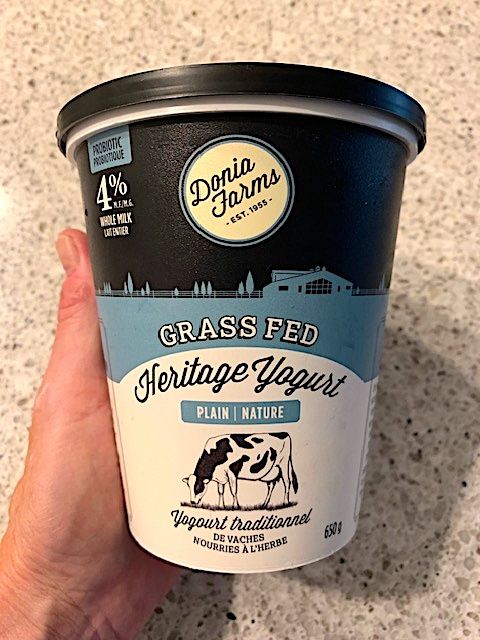 PROBIOTIC
PROBIOTIQUE
4%
M.F./M.G.
WHOLE MILK
LAIT ENTIER
Donia
Farms
- EST. 1955 -
GRASS FED
Heritage Yogurt
PLAIN | NATURE
Yogourt traditionnel
DE VACHES
NOURRIES À L'HERBE
650 g